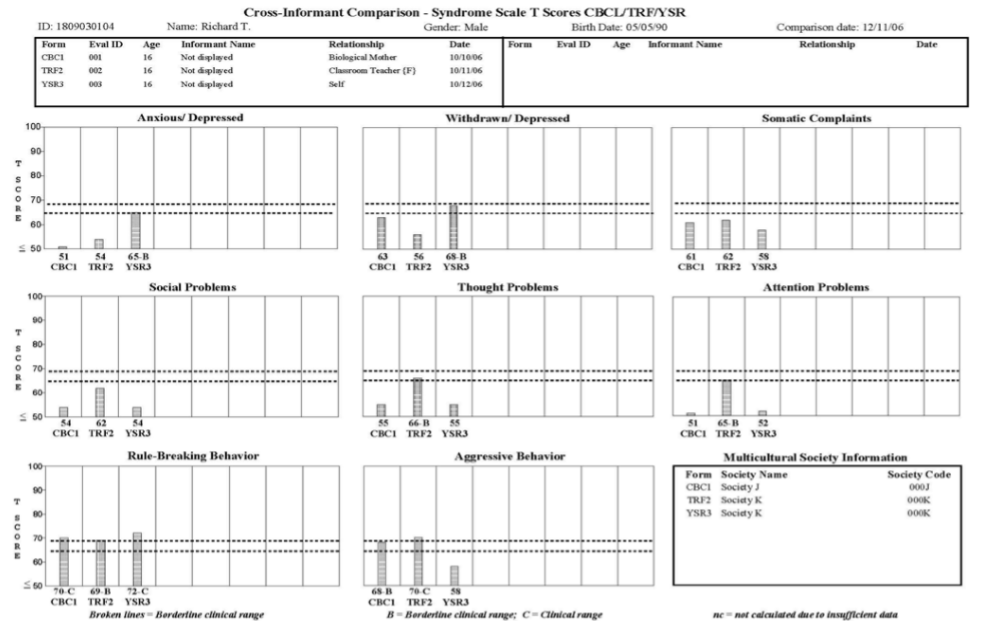 Cross-Informant Comparison - Syndrome Scale T Scores CBCL/TRF/YSR
ID: 1809030104 Name: Richard T. Gender: Male Birth Date: 05/05/90 Comparison date: 12/11/06
Form Eval ID Age Informant Name Relationship Date Form Eval ID Age Informant Name Relationship Date
CBC1 001 16 Not displayed Biological Mother 10/10/06
TRF2 002 16 Not displayed Classroom Teacher {F} 10/11/06
YSR3 003 16 Not displayed Self 10/12/06
Anxious/ Depressed Withdrawn/ Depressed Somatic Complaints
100
90
80
70
60
≤ 50
T SCORE
51 54 65-B 63 56 68-B 61 62 58
CBC1 TRF2 YSR3 CBC1 TRF2 YSR3 CBC1 TRF2 YSR3
Social Problems Thought Problems Attention Problems
100
90
80
70
60
≤ 50
T SCORE
54 62 54 55 66-B 55 51 65-B 52
CBC1 TRF2 YSR3 CBC1 TRF2 YSR3 CBC1 TRF2 YSR3
Rule-Breaking Behavior Aggressive Behavior Multicultural Society Information
100
90
80
70
60
≤ 50
T SCORE
Form Society Name Society Code
CBC1 Society J 000J
TRF2 Society K 000K
YSR3 Society K 000K
70-C 69-B 72-C 68-B 70-C 58
CBC1 TRF2 YSR3 CBC1 TRF2 YSR3
Broken lines = Borderline clinical range B = Borderline clinical range; C = Clinical range nc = not calculated due to insufficient data